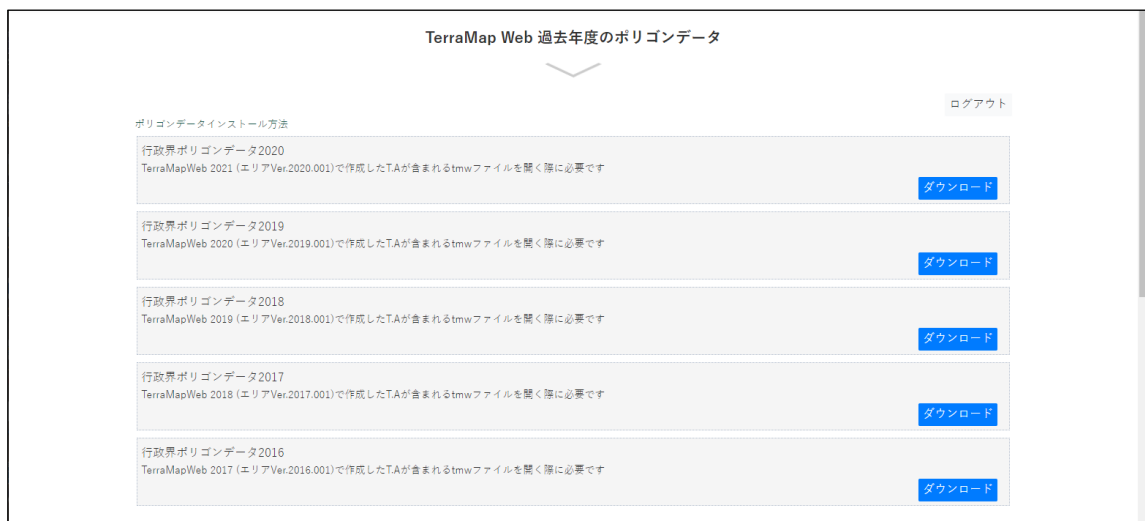 TerraMap Web 過去年度のポリゴンデータ
ログアウト
ポリゴンデータインストール方法
行政界ポリゴンデータ2020
TerraMapWeb 2021 (エリアVer.2020.001)で作成したT.Aが含まれるtmwファイルを開く際に必要です
ダウンロード
行政界ポリゴンデータ2019
TerraMapWeb 2020 (エリアVer.2019.001)で作成したT.Aが含まれるtmwファイルを開く際に必要です
ダウンロード
行政界ポリゴンデータ2018
TerraMapWeb 2019 (エリアVer.2018.001)で作成したT.Aが含まれるtmwファイルを開く際に必要です
ダウンロード
行政界ポリゴンデータ2017
TerraMapWeb 2018 (エリアVer.2017.001)で作成したT.Aが含まれるtmwファイルを開く際に必要です
ダウンロード
行政界ポリゴンデータ2016
TerraMapWeb 2017 (エリアVer.2016.001)で作成したT.Aが含まれるtmwファイルを開く際に必要です
ダウンロード